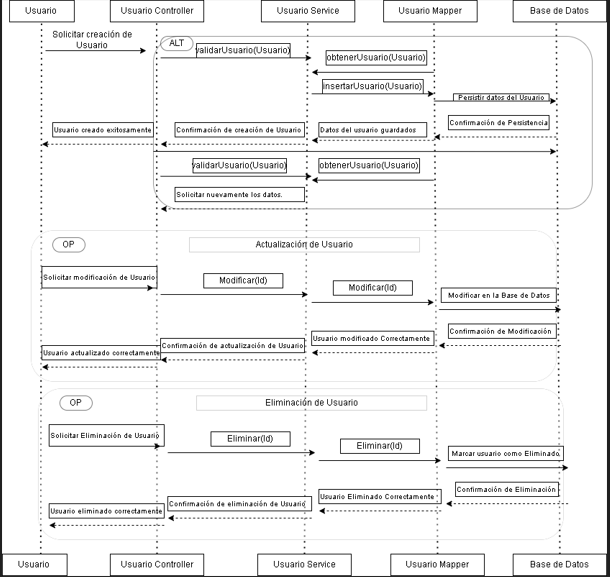 Usuario
Usuario Controller
Usuario Service
Usuario Mapper
Base de Datos
Solicitar creación de
Usuario
ALT
validarUsuario(Usuario)
obtenerUsuario(Usuario)
insertarUsuario(Usuario)
Persistir datos del Usuario
Usuario creado exitosamente
Confirmación de creación de Usuario
Datos del usuario guardados
Confirmación de Persistencia
validarUsuario(Usuario)
obtenerUsuario(Usuario)
Solicitar nuevamente los datos.
OP
Actualización de Usuario
Solicitar modificación de Usuario
Modificar(Id)
Modificar(Id)
Modificar en la Base de Datos
Usuario actualizado correctamente
Confirmación de actualización de Usuario
Usuario modificado Correctamente
Confirmación de Modificación
OP
Eliminación de Usuario
Solicitar Eliminación de Usuario
Eliminar(Id)
Eliminar(Id)
Marcar usuario como Eliminado
Usuario eliminado correctamente
Confirmación de eliminación de Usuario
Usuario Eliminado Correctamente
Confirmación de Eliminación
Usuario
Usuario Controller
Usuario Service
Usuario Mapper
Base de Datos